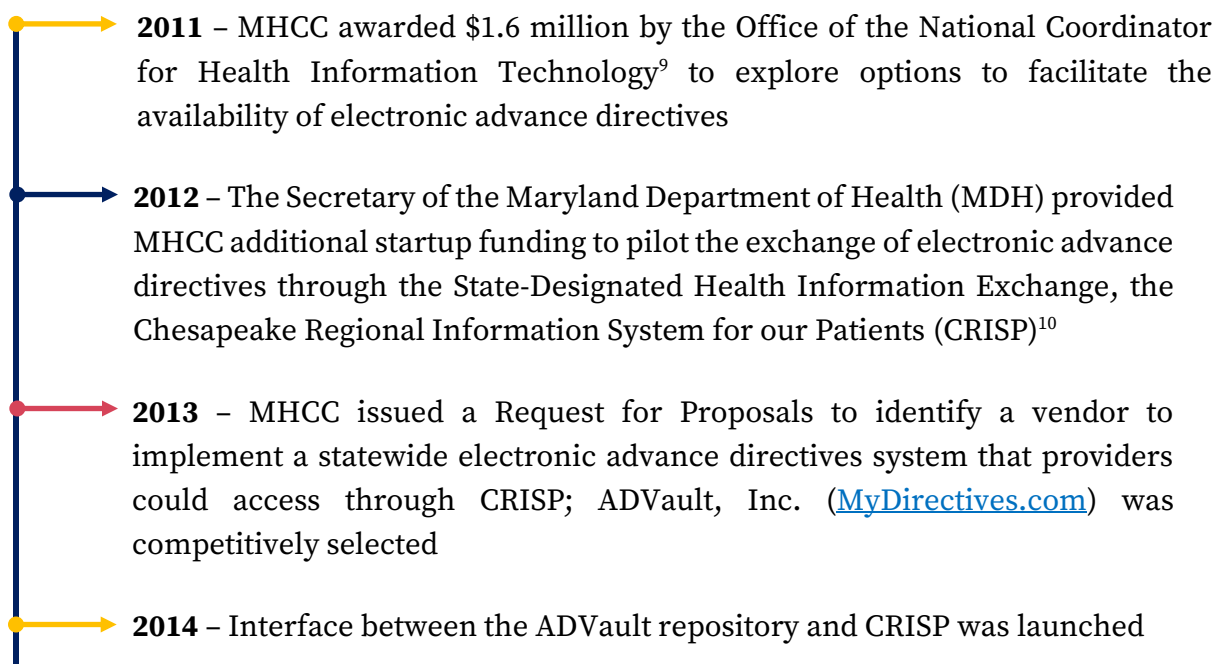 2011 – MHCC awarded $1.6 million by the Office of the National Coordinator
for Health Information Technology⁹ to explore options to facilitate the
availability of electronic advance directives
2012 – The Secretary of the Maryland Department of Health (MDH) provided
MHCC additional startup funding to pilot the exchange of electronic advance
directives through the State-Designated Health Information Exchange, the
Chesapeake Regional Information System for our Patients (CRISP)¹⁰
2013 – MHCC issued a Request for Proposals to identify a vendor to
implement a statewide electronic advance directives system that providers
could access through CRISP; ADVault, Inc. (MyDirectives.com) was
competitively selected
2014 – Interface between the ADVault repository and CRISP was launched